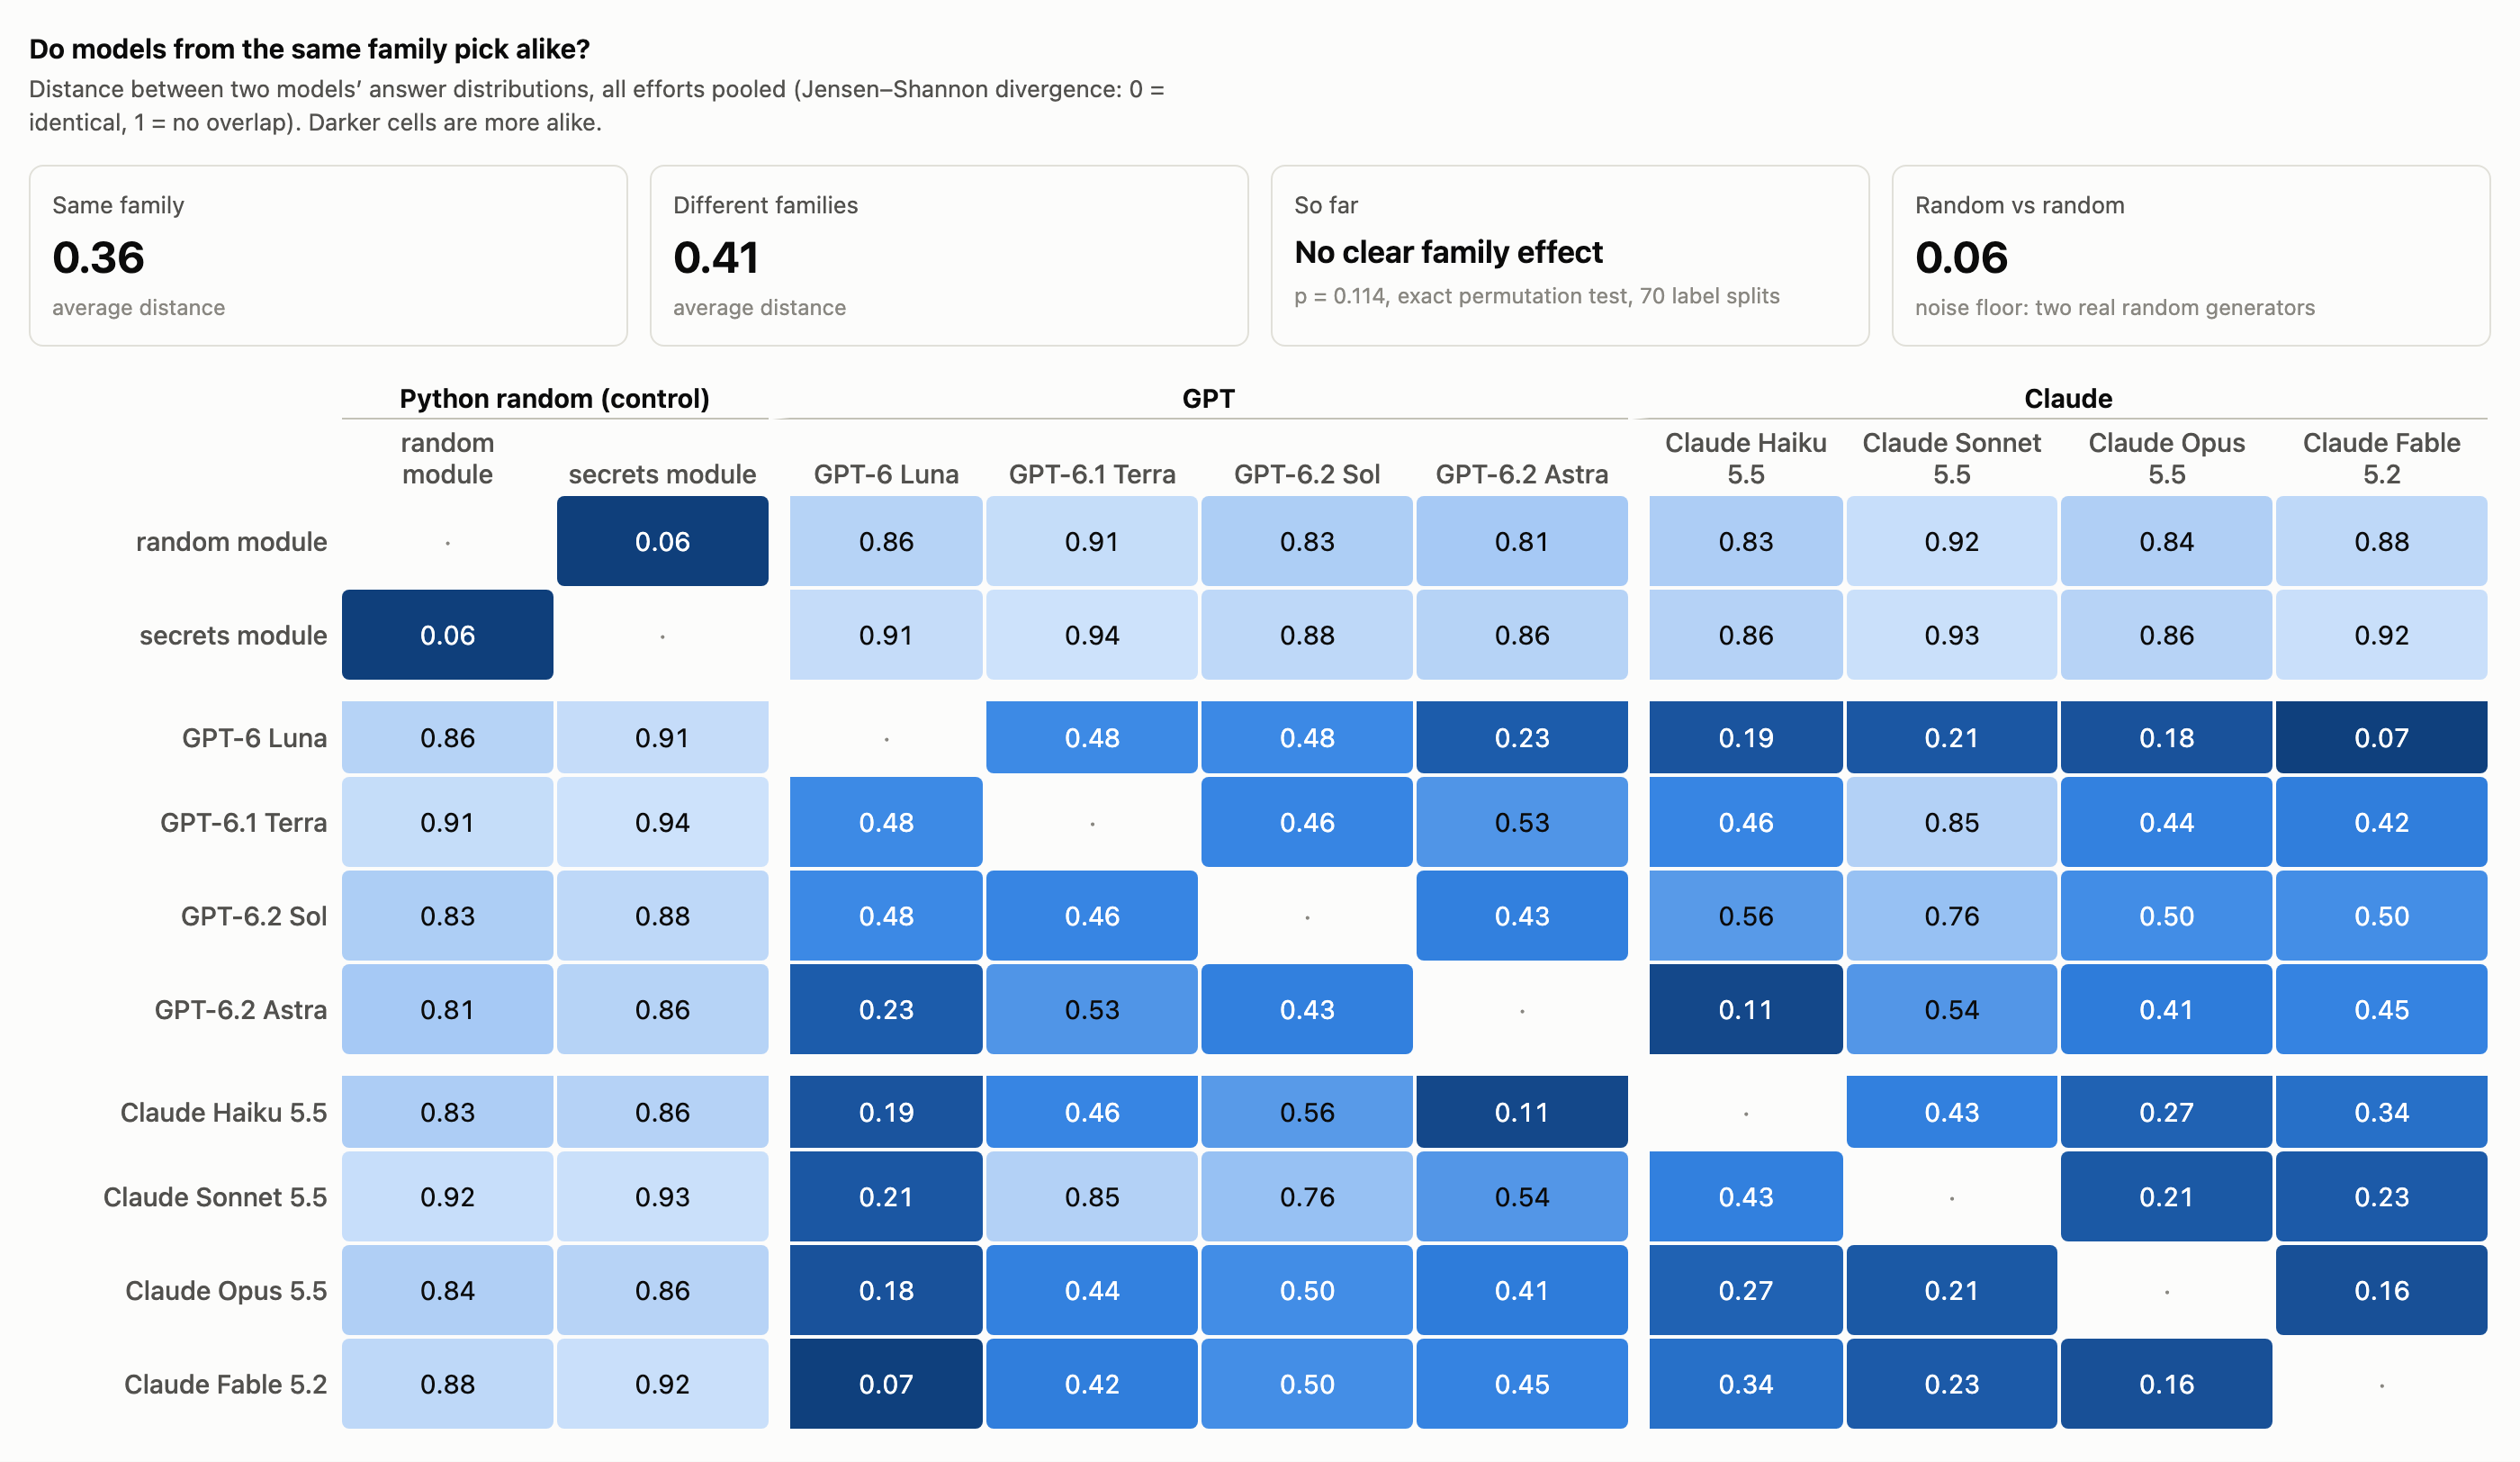 Do models from the same family pick alike?
Distance between two models’ answer distributions, all efforts pooled (Jensen–Shannon divergence: 0 =
identical, 1 = no overlap). Darker cells are more alike.
Same family
0.36
average distance
Different families
0.41
average distance
So far
No clear family effect
p = 0.114, exact permutation test, 70 label splits
Random vs random
0.06
noise floor: two real random generators
Python random (control) GPT Claude
random module secrets module GPT-6 Luna GPT-6.1 Terra GPT-6.2 Sol GPT-6.2 Astra Claude Haiku 5.5 Claude Sonnet 5.5 Claude Opus 5.5 Claude Fable 5.2
random module · 0.06 0.86 0.91 0.83 0.81 0.83 0.92 0.84 0.88
secrets module 0.06 · 0.91 0.94 0.88 0.86 0.86 0.93 0.86 0.92
GPT-6 Luna 0.86 0.91 · 0.48 0.48 0.23 0.19 0.21 0.18 0.07
GPT-6.1 Terra 0.91 0.94 0.48 · 0.46 0.53 0.46 0.85 0.44 0.42
GPT-6.2 Sol 0.83 0.88 0.48 0.46 · 0.43 0.56 0.76 0.50 0.50
GPT-6.2 Astra 0.81 0.86 0.23 0.53 0.43 · 0.11 0.54 0.41 0.45
Claude Haiku 5.5 0.83 0.86 0.19 0.46 0.56 0.11 · 0.43 0.27 0.34
Claude Sonnet 5.5 0.92 0.93 0.21 0.85 0.76 0.54 0.43 · 0.21 0.23
Claude Opus 5.5 0.84 0.86 0.18 0.44 0.50 0.41 0.27 0.21 · 0.16
Claude Fable 5.2 0.88 0.92 0.07 0.42 0.50 0.45 0.34 0.23 0.16 ·